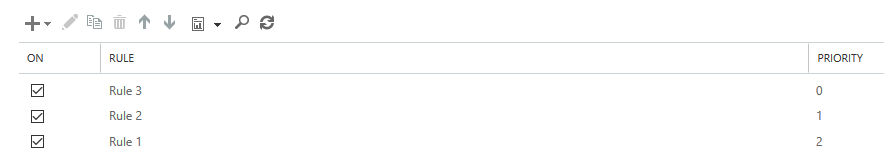 ON RULE PRIORITY
Rule 3 0
Rule 2 1
Rule 1 2